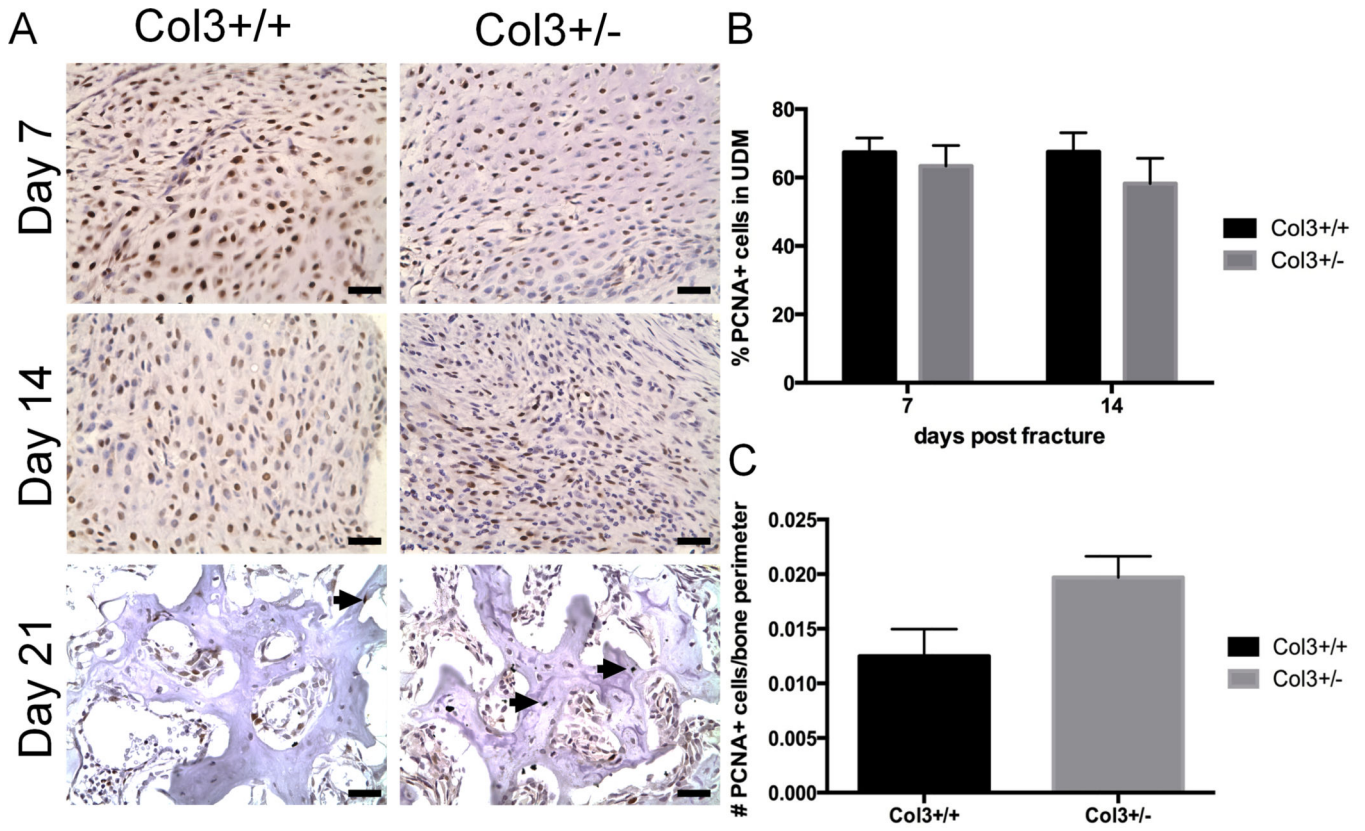 A
Col3+/+
Col3+/-
Day 7
Day 14
Day 21
B
% PCNA+ cells in UDM
80
60
40
20
0
7
14
days post fracture
Col3+/+
Col3+/-
C
# PCNA+ cells/bone perimeter
0.025
0.020
0.015
0.010
0.005
0.000
Col3+/+
Col3+/-
Col3+/+
Col3+/-